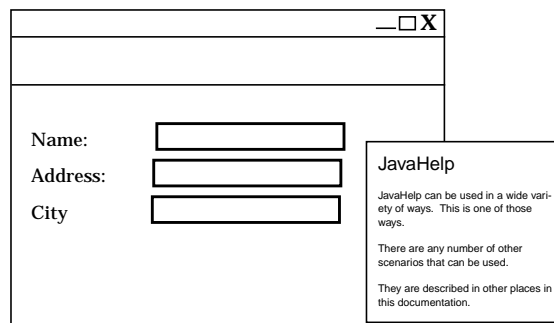 X
Name:
Address:
City
JavaHelp
JavaHelp can be used in a wide vari-
ety of ways. This is one of those
ways.
There are any number of other
scenarios that can be used.
They are described in other places in
this documentation.